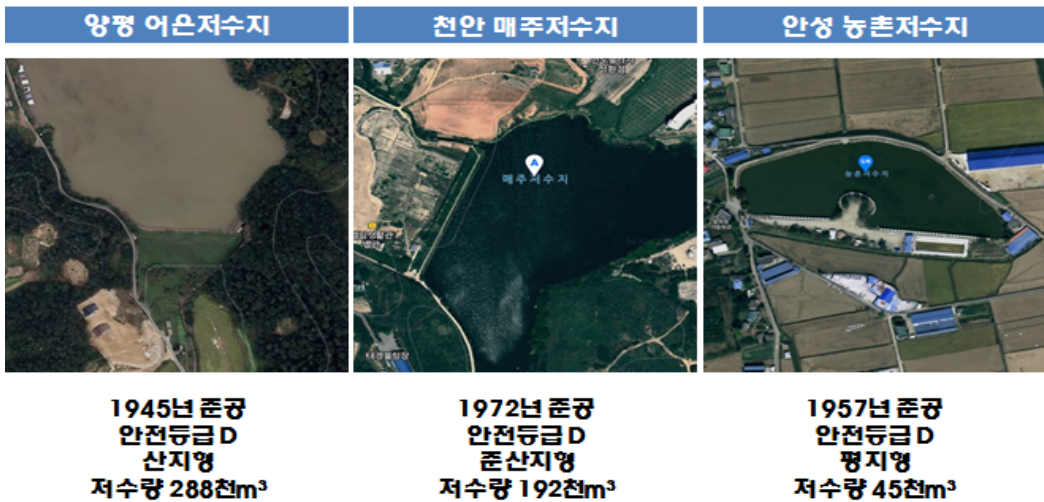 양평 어은저수지
천안 매주저수지
안성 농촌저수지
매주저수지
농촌저수지
1945년 준공
안전등급 D
산지형
저수량 288천m³
1972년 준공
안전등급 D
준산지형
저수량 192천m³
1957년 준공
안전등급 D
평지형
저수량 45천m³